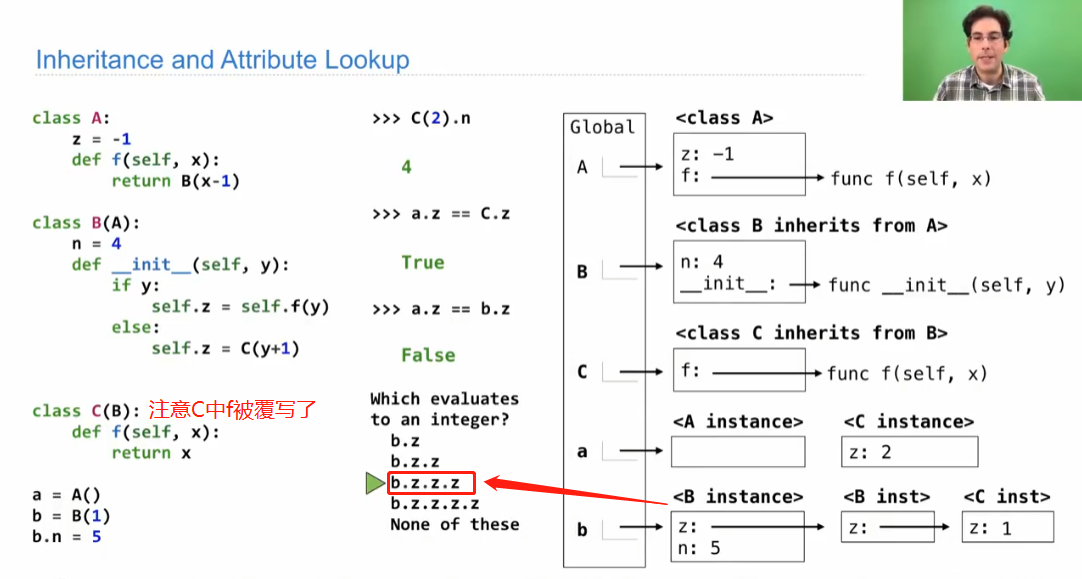 Inheritance and Attribute Lookup
class A:
z = -1
def f(self, x):
return B(x-1)
class B(A):
n = 4
def __init__(self, y):
if y:
self.z = self.f(y)
else:
self.z = C(y+1)
class C(B): 注意C中f被覆写了
def f(self, x):
return x
a = A()
b = B(1)
b.n = 5
>>> C(2).n
4
>>> a.z == C.z
True
>>> a.z == b.z
False
Which evaluates
to an integer?
b.z
b.z.z
b.z.z.z
b.z.z.z.z
None of these
Global
A
B
C
a
b
<class A>
z: -1
f:
func f(self, x)
<class B inherits from A>
n: 4
__init__:
func __init__(self, y)
<class C inherits from B>
f:
func f(self, x)
<A instance>
<C instance>
z: 2
<B instance>
<B inst>
<C inst>
z:
n: 5
z:
z: 1